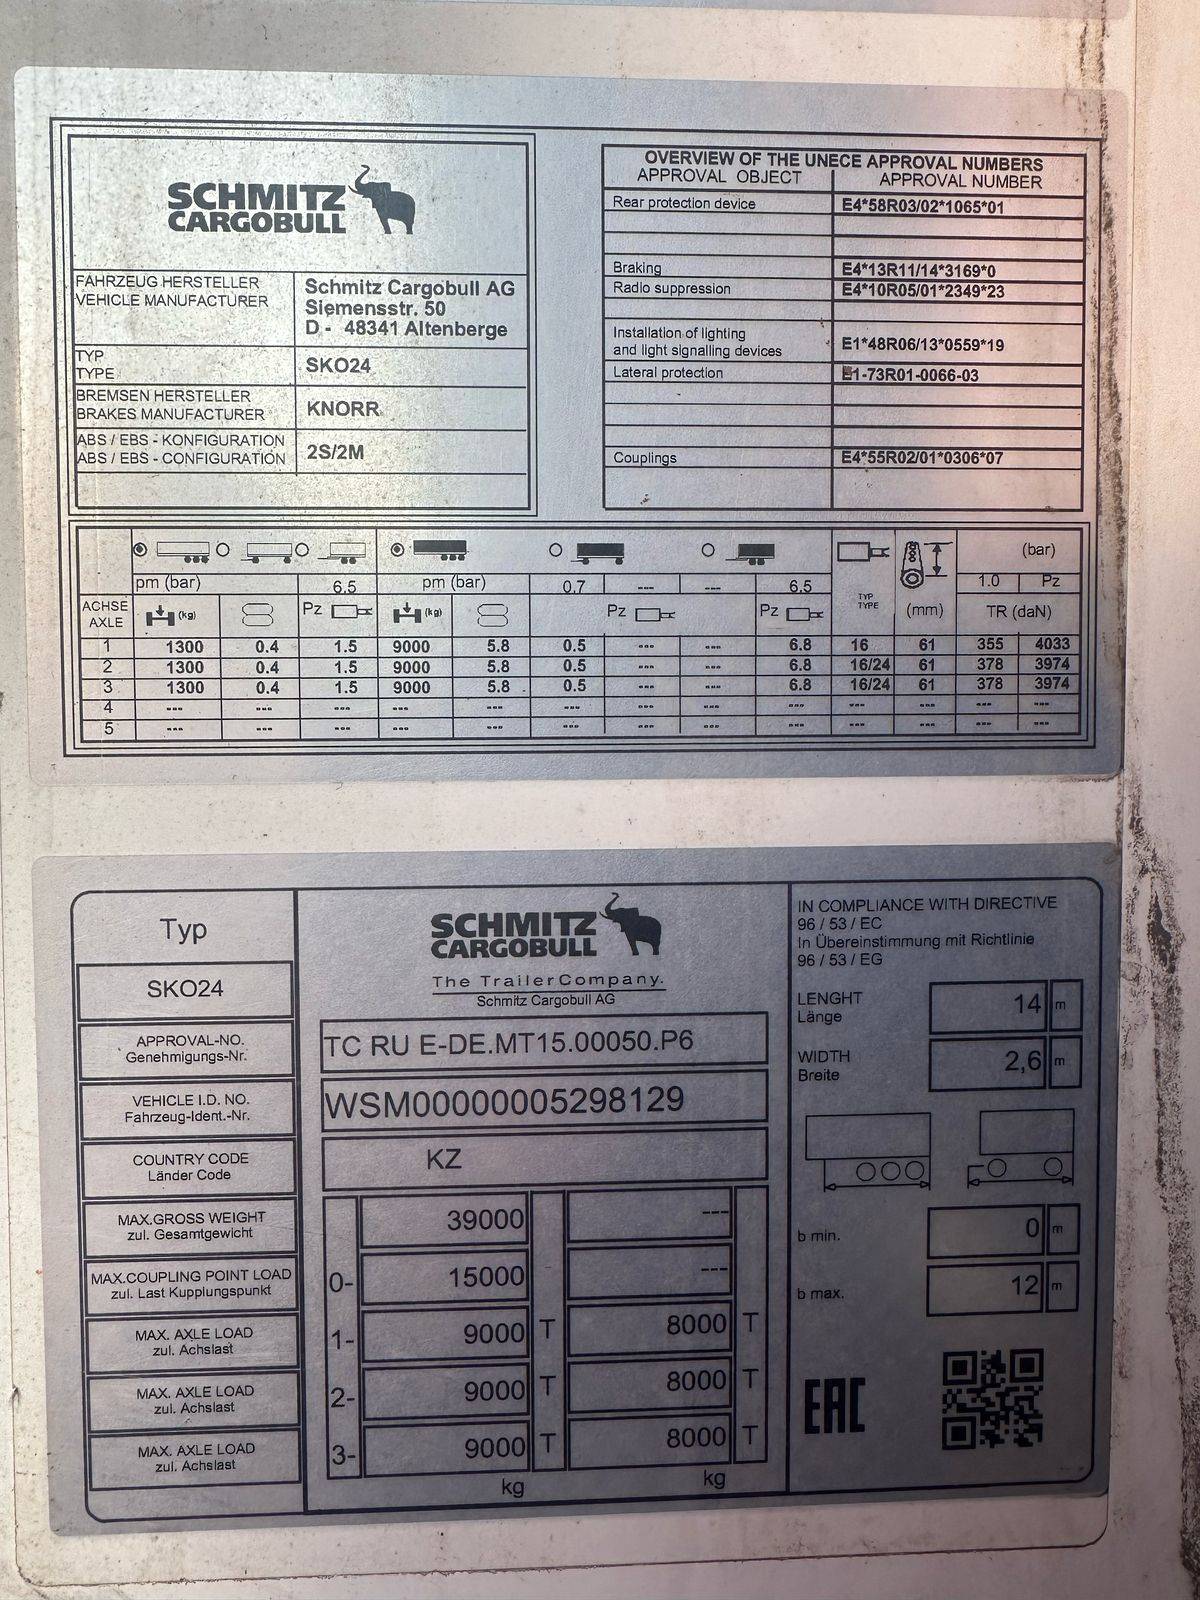 SCHMITZ
CARGOBULL
FAHRZEUG HERSTELLER
VEHICLE MANUFACTURER
Schmitz Cargobull AG
Siemensstr. 50
D - 48341 Altenberge
TYP
TYPE
SKO24
BREMSEN HERSTELLER
BRAKES MANUFACTURER
KNORR
ABS / EBS - KONFIGURATION
ABS / EBS - CONFIGURATION
2S/2M
OVERVIEW OF THE UNECE APPROVAL NUMBERS
APPROVAL OBJECT APPROVAL NUMBER
Rear protection device E4*58R03/02*1065*01
Braking E4*13R11/14*3169*0
Radio suppression E4*10R05/01*2349*23
Installation of lighting
and light signalling devices E1*48R06/13*0559*19
Lateral protection E1-73R01-0066-03
Couplings E4*55R02/01*0306*07
(bar)
pm (bar) 6.5 pm (bar) 0.7 --- --- 6.5 1.0 Pz
ACHSE
AXLE
(kg) Pz (kg) Pz Pz TYP
TYPE (mm) TR (daN)
1 1300 0.4 1.5 9000 5.8 0.5 --- --- 6.8 16 61 355 4033
2 1300 0.4 1.5 9000 5.8 0.5 --- --- 6.8 16/24 61 378 3974
3 1300 0.4 1.5 9000 5.8 0.5 --- --- 6.8 16/24 61 378 3974
4 --- --- --- --- --- --- --- --- --- --- --- --- ---
5 --- --- --- --- --- --- --- --- --- --- --- --- ---
Typ
SKO24
SCHMITZ
CARGOBULL
The TrailerCompany.
Schmitz Cargobull AG
APPROVAL-NO.
Genehmigungs-Nr.
TC RU E-DE.MT15.00050.P6
VEHICLE I.D. NO.
Fahrzeug-Ident.-Nr.
WSM00000005298129
COUNTRY CODE
Länder Code
KZ
MAX.GROSS WEIGHT
zul. Gesamtgewicht
39000 ---
MAX.COUPLING POINT LOAD
zul. Last Kupplungspunkt
0- 15000 ---
MAX. AXLE LOAD
zul. Achslast
1- 9000 T 8000 T
MAX. AXLE LOAD
zul. Achslast
2- 9000 T 8000 T
MAX. AXLE LOAD
zul. Achslast
3- 9000 T 8000 T
kg kg
IN COMPLIANCE WITH DIRECTIVE
96 / 53 / EC
In Übereinstimmung mit Richtlinie
96 / 53 / EG
LENGHT
Länge
14 m
WIDTH
Breite
2,6 m
b min. 0 m
b max. 12 m
EAC